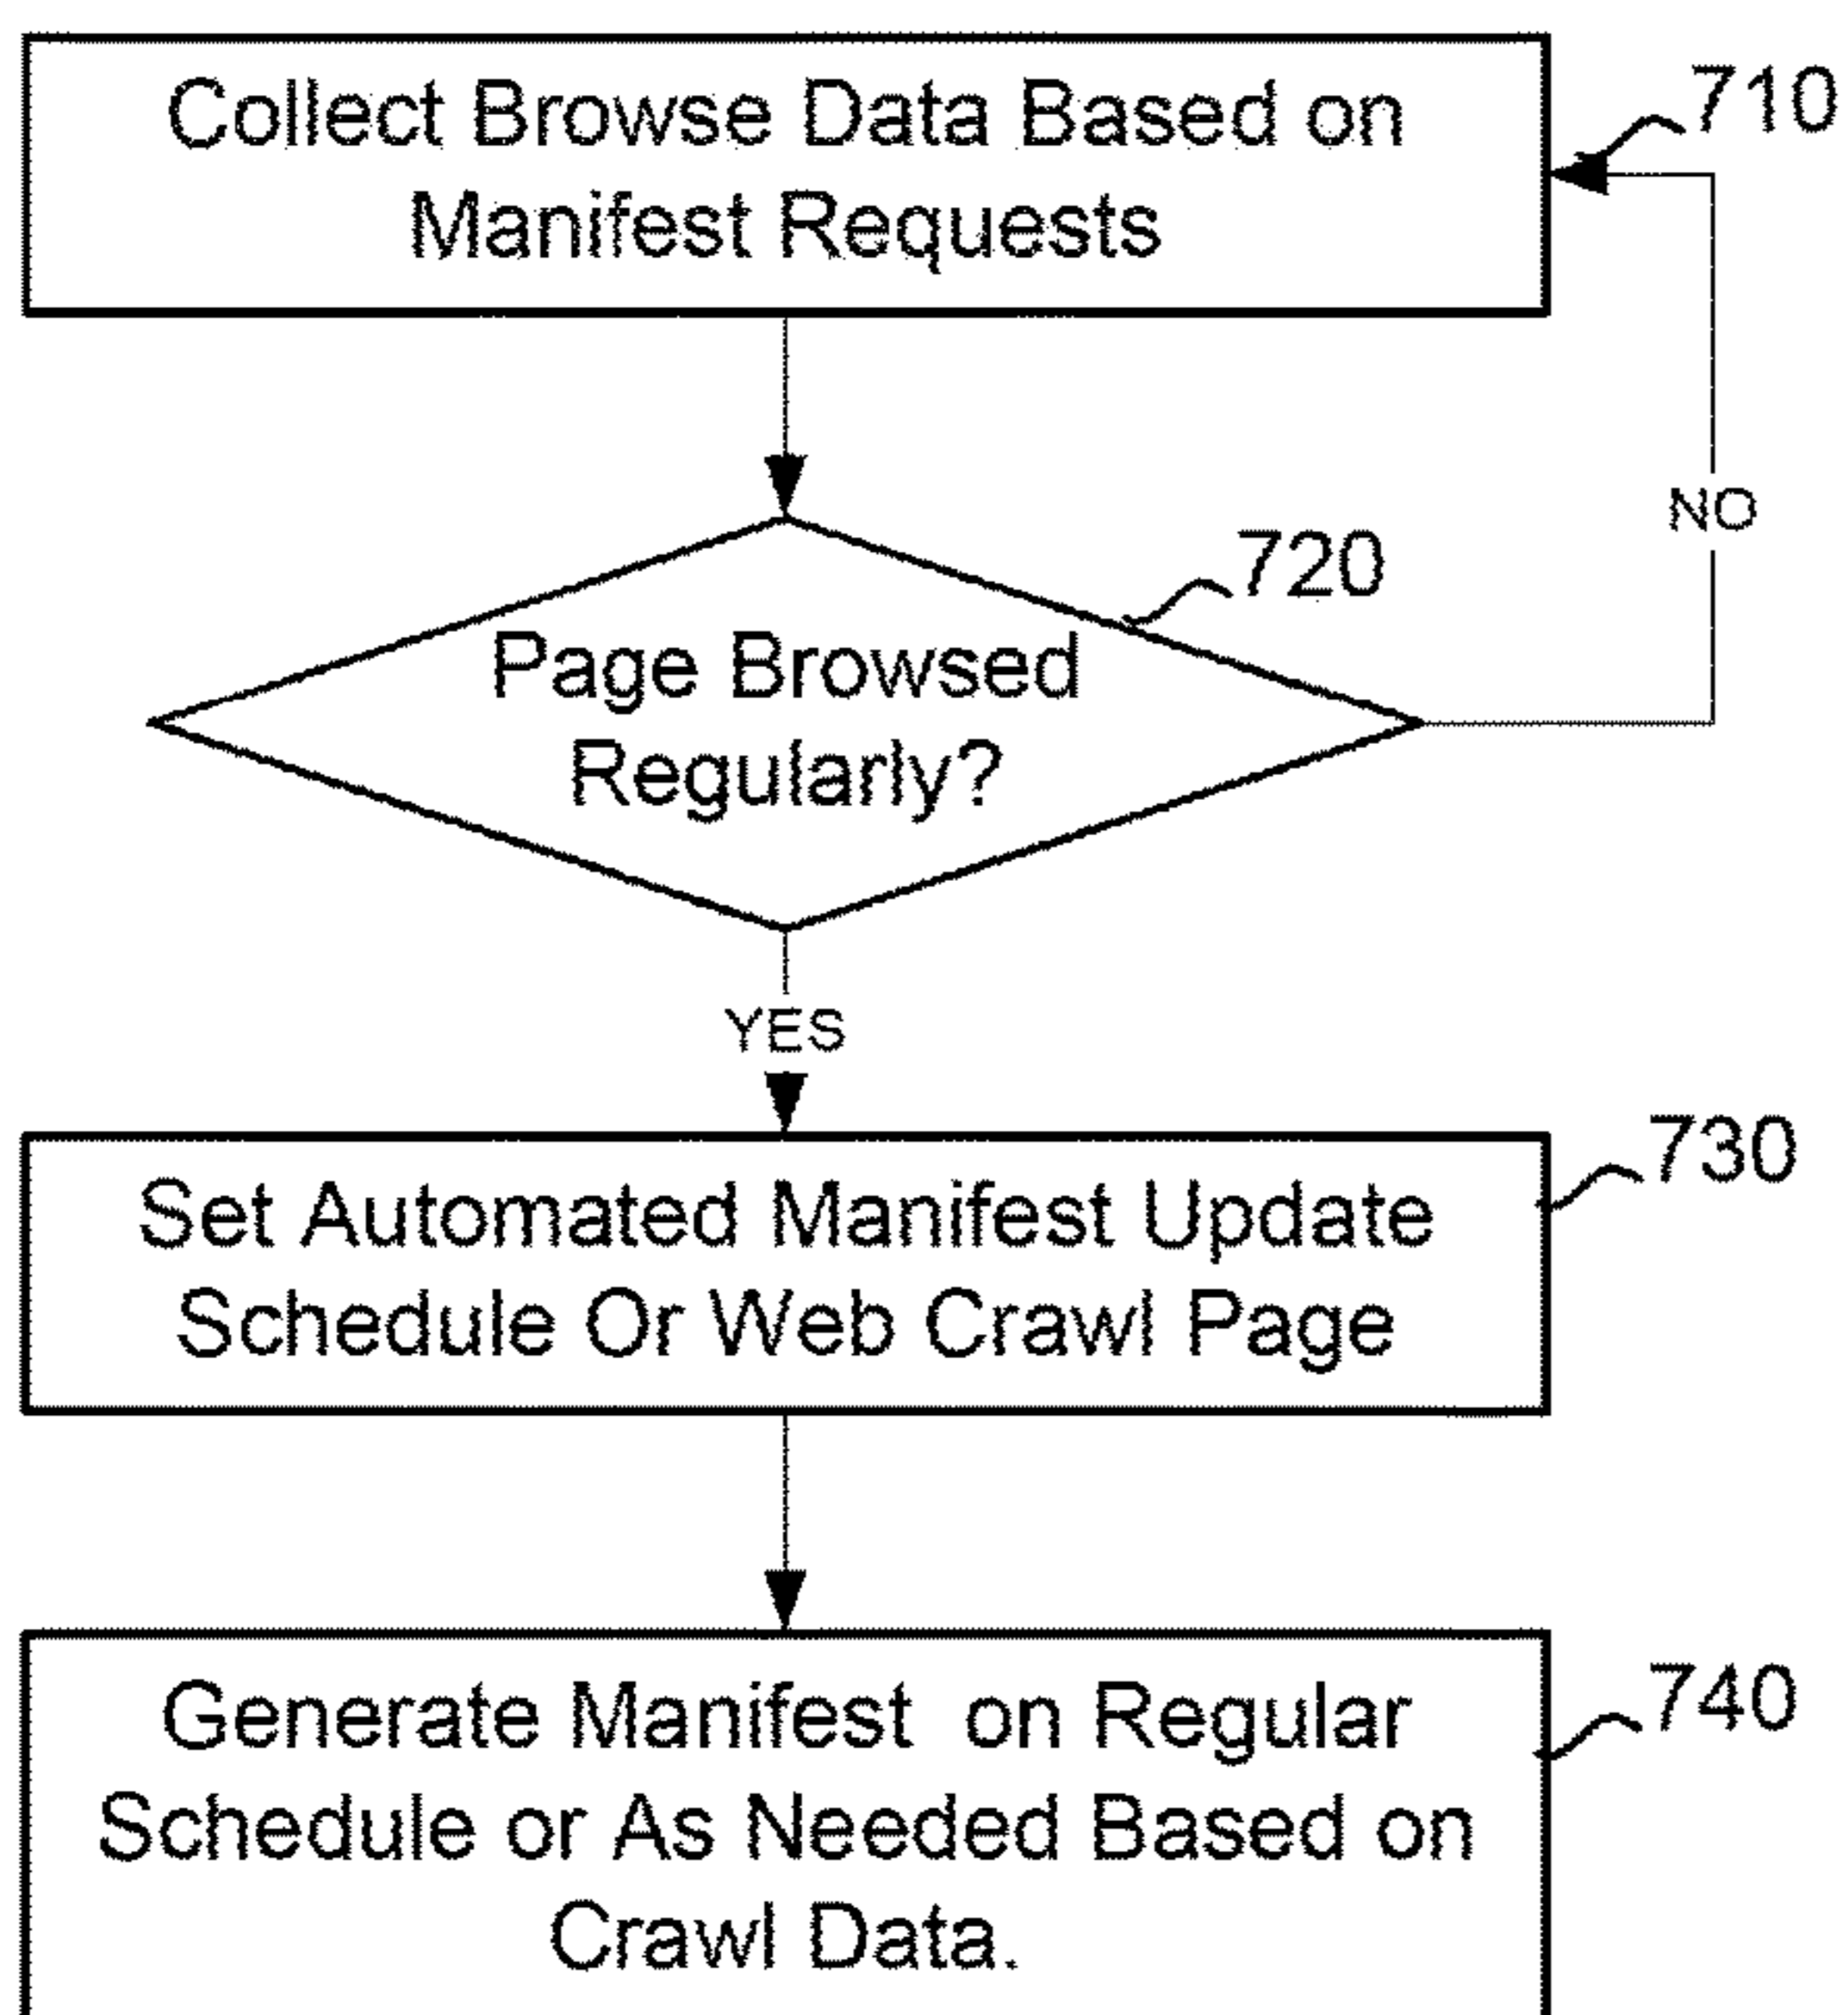 Collect Browse Data Based on
Manifest Requests
710
NO
720
Page Browsed
Regularly?
YES
730
Set Automated Manifest Update
Schedule Or Web Crawl Page
740
Generate Manifest on Regular
Schedule or As Needed Based on
Crawl Data.